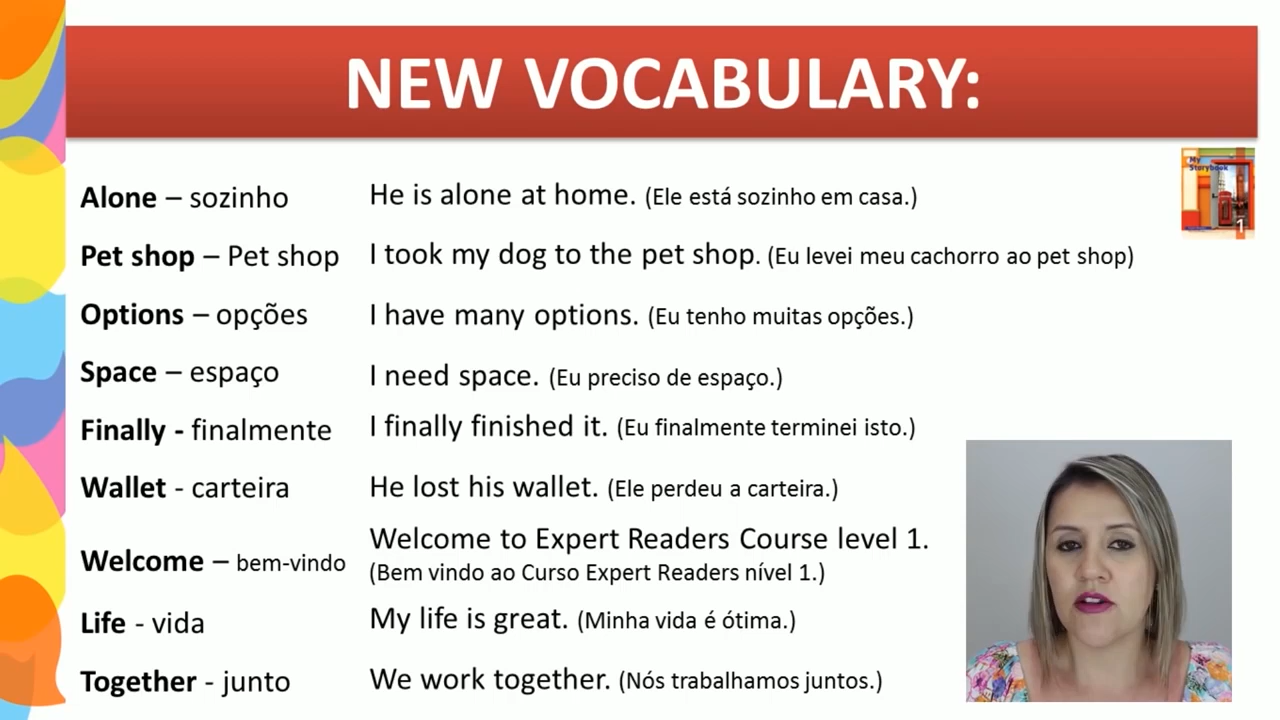 NEW VOCABULARY:
My
Storybook
1
Alone – sozinho He is alone at home. (Ele está sozinho em casa.)
Pet shop – Pet shop I took my dog to the pet shop. (Eu levei meu cachorro ao pet shop)
Options – opções I have many options. (Eu tenho muitas opções.)
Space – espaço I need space. (Eu preciso de espaço.)
Finally - finalmente I finally finished it. (Eu finalmente terminei isto.)
Wallet - carteira He lost his wallet. (Ele perdeu a carteira.)
Welcome – bem-vindo Welcome to Expert Readers Course level 1.
(Bem vindo ao Curso Expert Readers nível 1.)
Life - vida My life is great. (Minha vida é ótima.)
Together - junto We work together. (Nós trabalhamos juntos.)